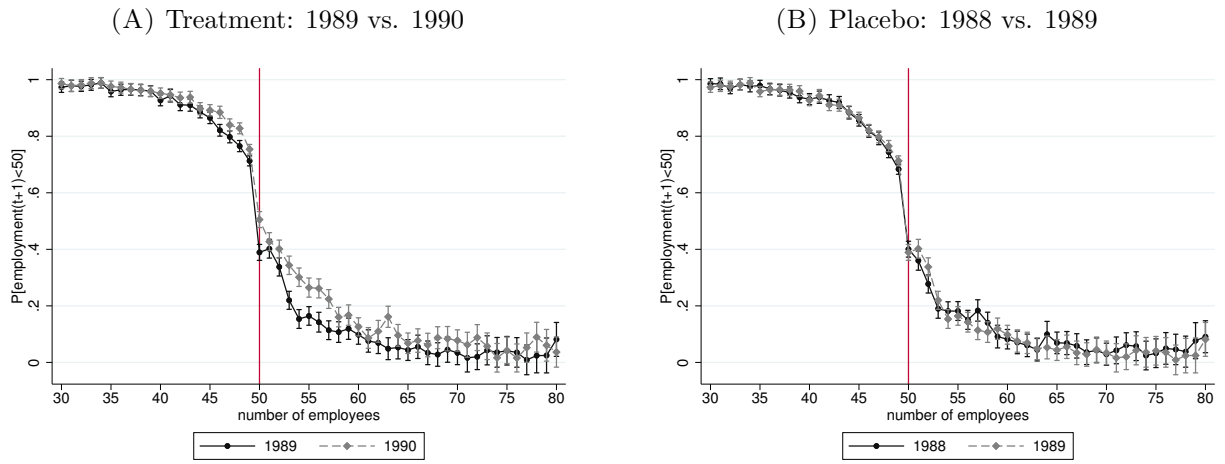 (A) Treatment: 1989 vs. 1990
P[employment(t+1)<50]
1
.8
.6
.4
.2
0
30 35 40 45 50 55 60 65 70 75 80
number of employees
1989 1990
(B) Placebo: 1988 vs. 1989
P[employment(t+1)<50]
1
.8
.6
.4
.2
0
30 35 40 45 50 55 60 65 70 75 80
number of employees
1988 1989